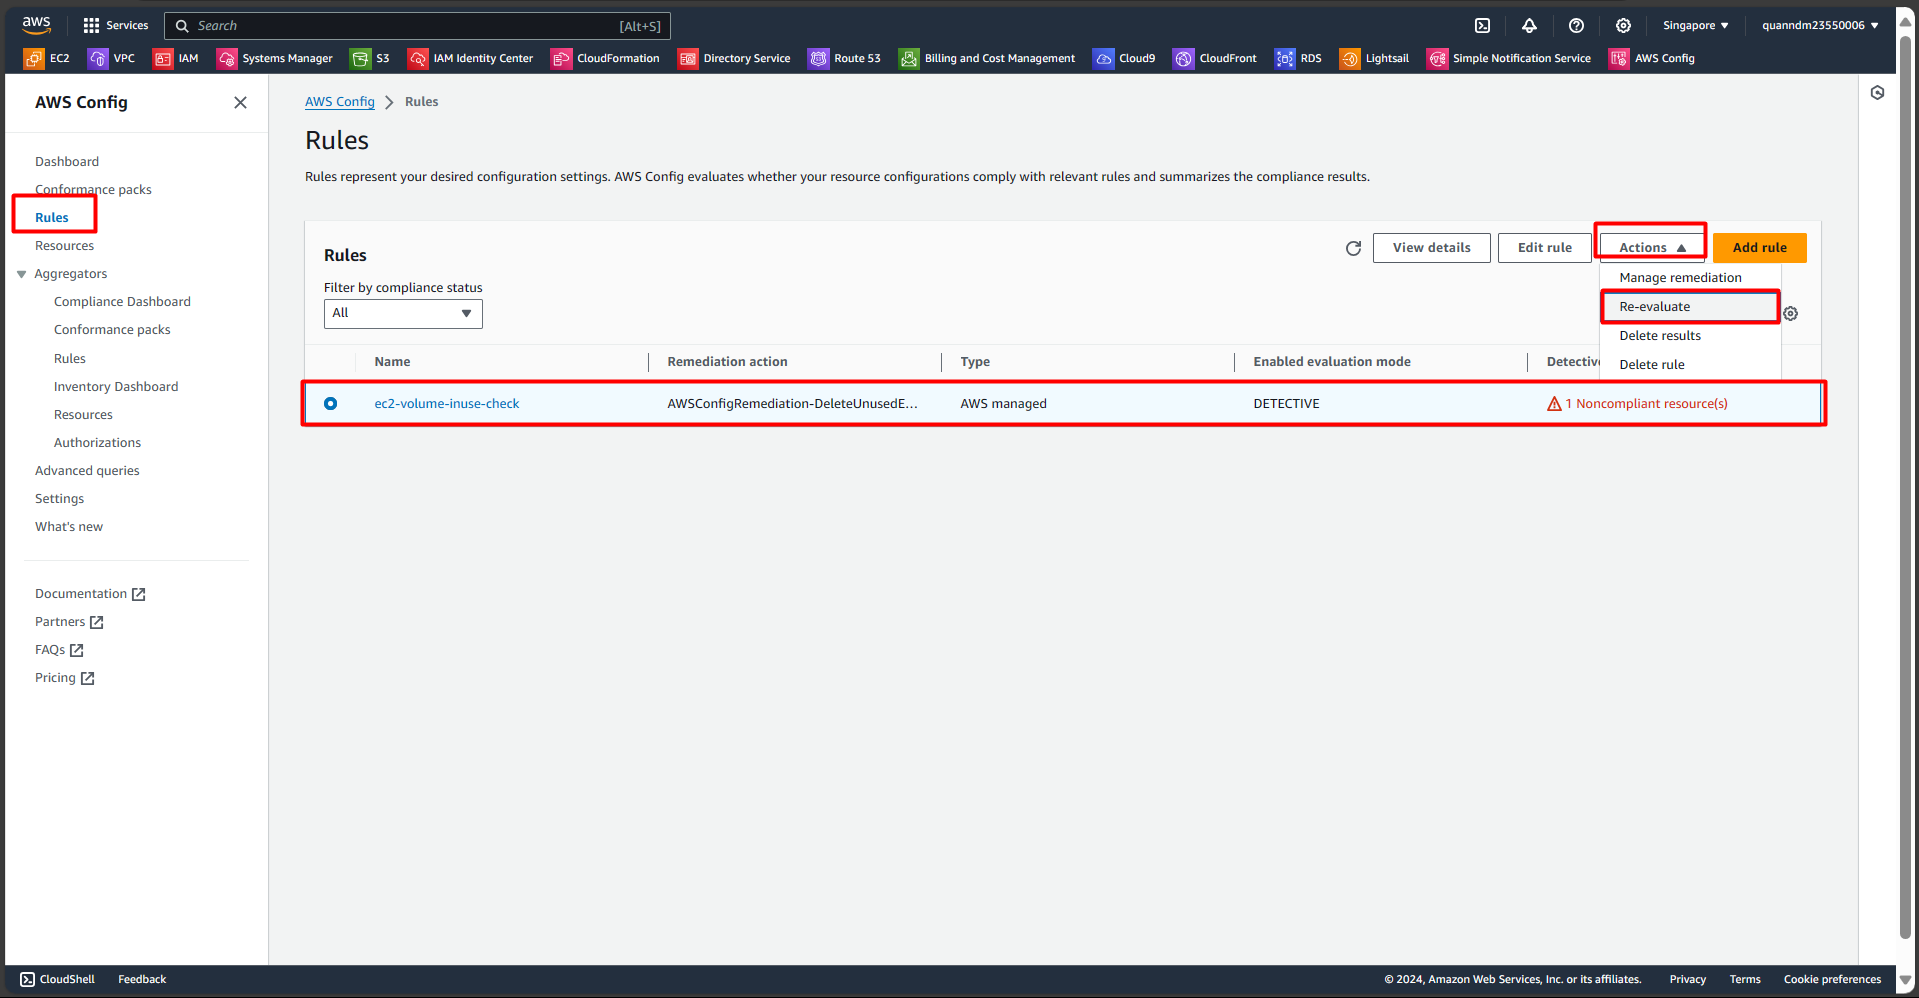 aws Services Search [Alt+S] Singapore quanndm23550006
EC2 VPC IAM Systems Manager S3 IAM Identity Center CloudFormation Directory Service Route 53 Billing and Cost Management Cloud9 CloudFront RDS Lightsail Simple Notification Service AWS Config
AWS Config
Dashboard
Conformance packs
Rules
Resources
Aggregators
Compliance Dashboard
Conformance packs
Rules
Inventory Dashboard
Resources
Authorizations
Advanced queries
Settings
What's new
Documentation
Partners
FAQs
Pricing
AWS Config Rules
Rules
Rules represent your desired configuration settings. AWS Config evaluates whether your resource configurations comply with relevant rules and summarizes the compliance results.
Rules
View details Edit rule Actions Add rule
Manage remediation
Re-evaluate
Delete results
Delete rule
Filter by compliance status
All
Name Remediation action Type Enabled evaluation mode Detectiv
ec2-volume-inuse-check AWSConfigRemediation-DeleteUnusedE... AWS managed DETECTIVE 1 Noncompliant resource(s)
CloudShell Feedback © 2024, Amazon Web Services, Inc. or its affiliates. Privacy Terms Cookie preferences